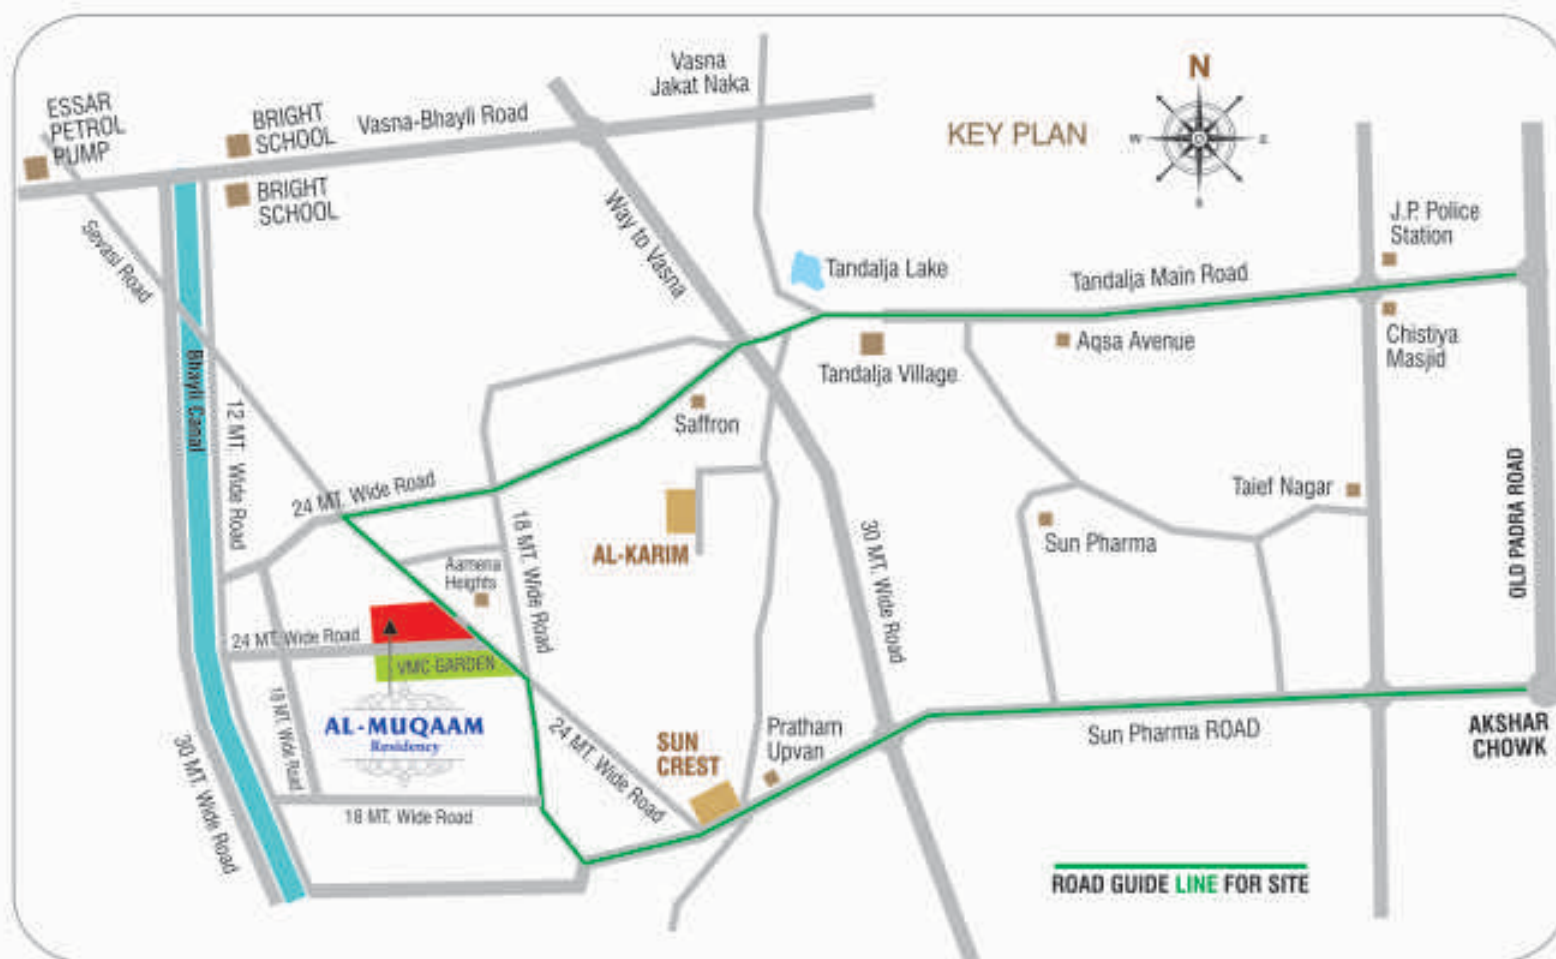 ESSAR
PETROL
PUMP
BRIGHT
SCHOOL
Vasna-Bhayli Road
Vasna
Jakat Naka
N
W
E
S
KEY PLAN
BRIGHT
SCHOOL
Sevasi Road
Way to Vasna
J.P. Police
Station
Tandalja Lake
Tandalja Main Road
Bhayli Canal
Tandalja Village
Aqsa Avenue
Chistiya
Masjid
12 MT. Wide Road
Saffron
24 MT. Wide Road
Taief Nagar
OLD PADRA ROAD
18 MT. Wide Road
AL-KARIM
Sun Pharma
30 MT. Wide Road
Aamena
Heights
24 MT. Wide Road
VMC GARDEN
18 MT. Wide Road
AL-MUQAAM
Residency
24 MT. Wide Road
SUN
CREST
Pratham
Upvan
Sun Pharma ROAD
AKSHAR
CHOWK
30 MT. Wide Road
18 MT. Wide Road
ROAD GUIDE LINE FOR SITE